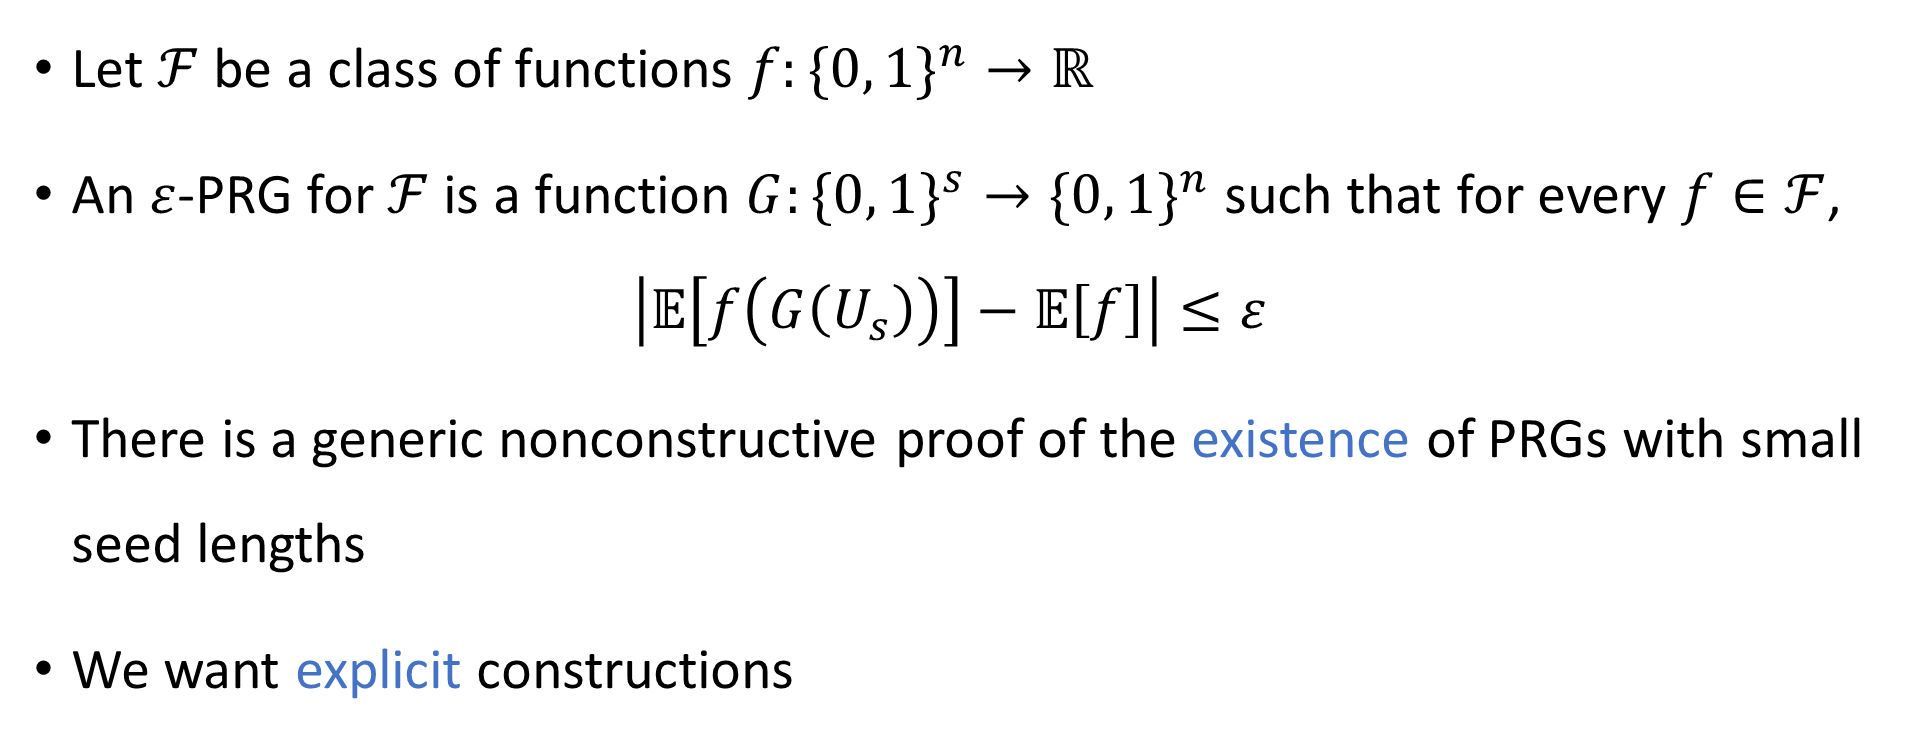 • Let ℱ be a class of functions 𝑓: {0, 1}ⁿ → ℝ
• An 𝜀-PRG for ℱ is a function 𝐺: {0, 1}ˢ → {0, 1}ⁿ such that for every 𝑓 ∈ ℱ,
|𝔼[𝑓(𝐺(𝑈ₛ))] − 𝔼[𝑓]| ≤ 𝜀
• There is a generic nonconstructive proof of the existence of PRGs with small
seed lengths
• We want explicit constructions